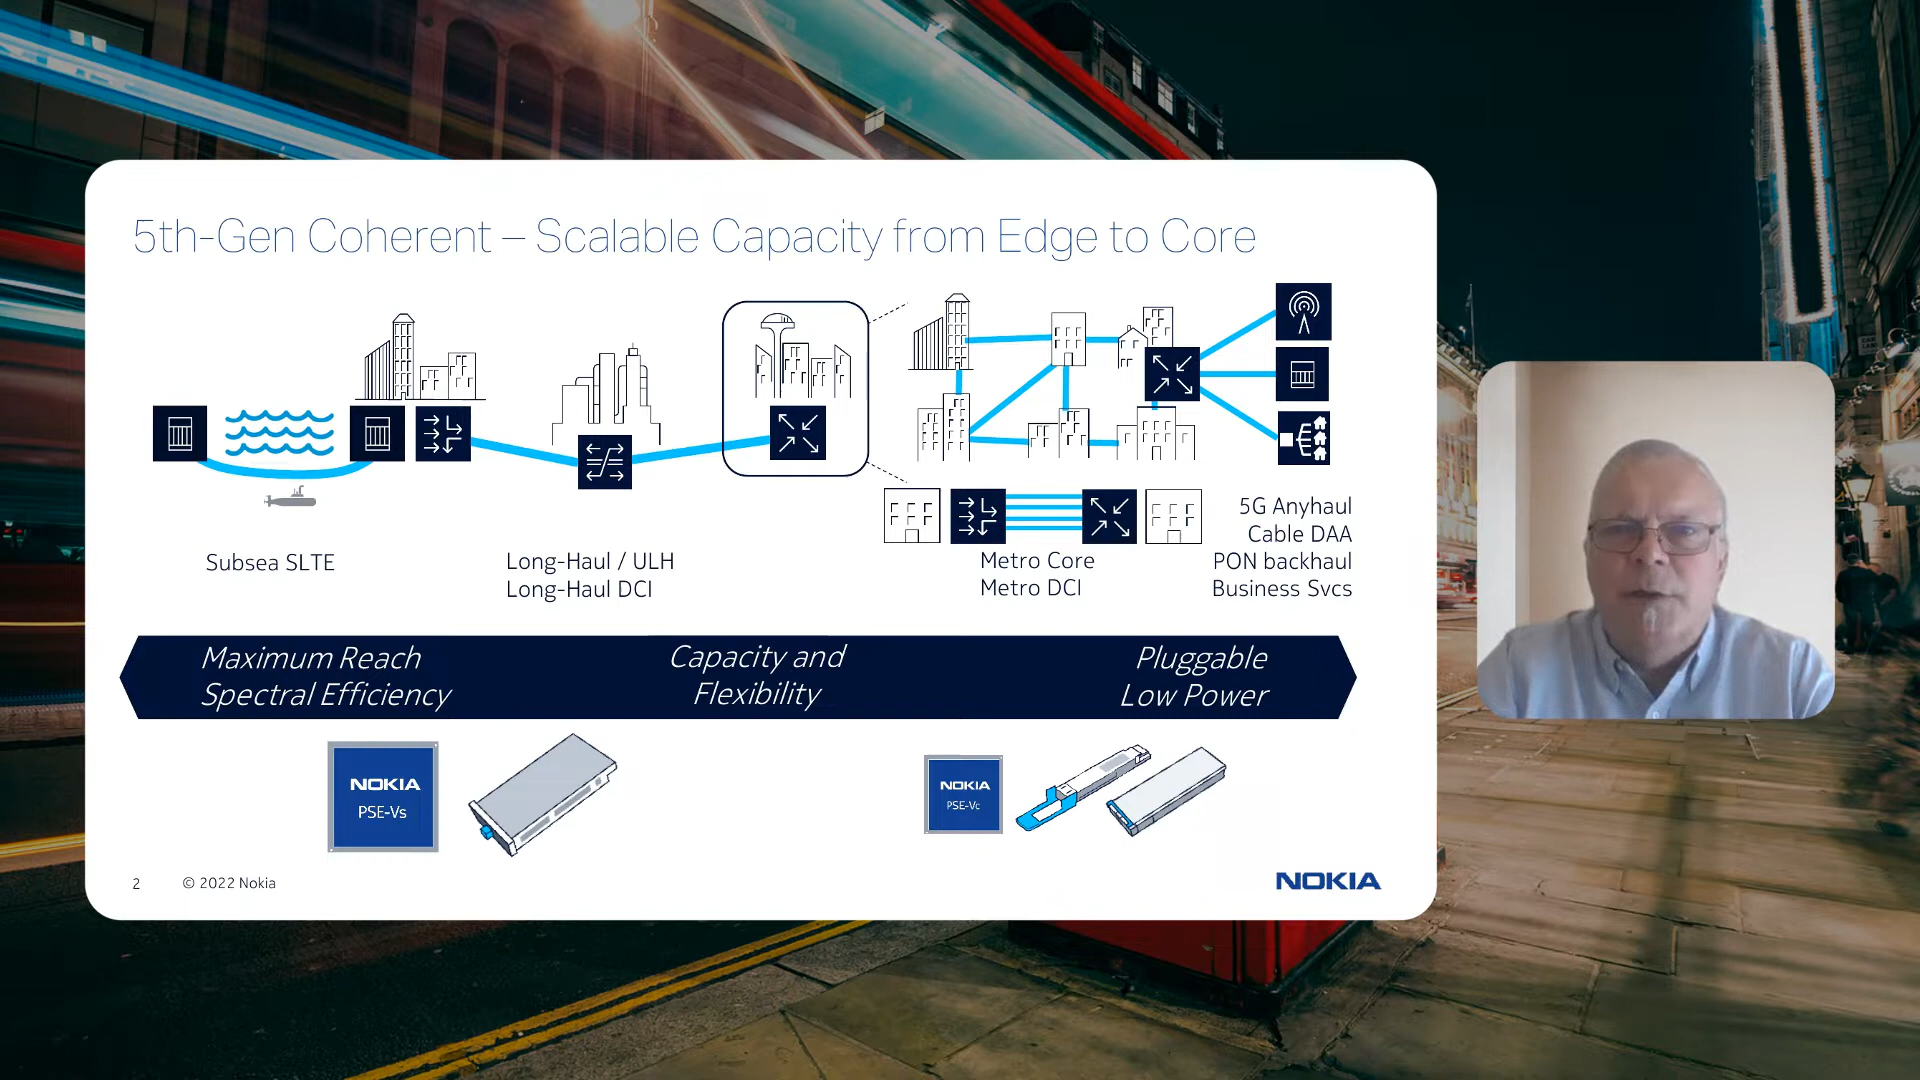 5th-Gen Coherent – Scalable Capacity from Edge to Core
Subsea SLTE
Long-Haul / ULH
Long-Haul DCI
Metro Core
Metro DCI
5G Anyhaul
Cable DAA
PON backhaul
Business Svcs
Maximum Reach
Spectral Efficiency
Capacity and
Flexibility
Pluggable
Low Power
NOKIA
PSE-Vs
NOKIA
PSE-Vc
2
© 2022 Nokia
NOKIA